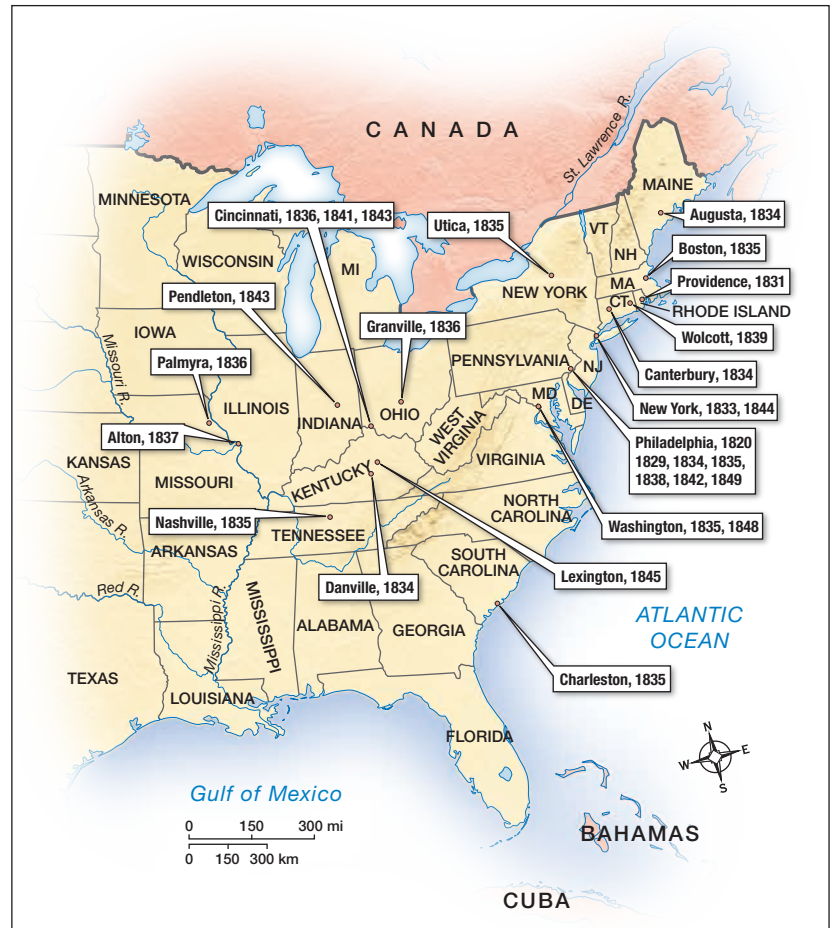 CANADA
St. Lawrence R.
MINNESOTA
MAINE
Cincinnati, 1836, 1841, 1843
Utica, 1835
Augusta, 1834
VT
NH
Boston, 1835
WISCONSIN
MI
NEW YORK
MA
Providence, 1831
Pendleton, 1843
CT
RHODE ISLAND
Granville, 1836
Wolcott, 1839
IOWA
Missouri R.
PENNSYLVANIA
NJ
Palmyra, 1836
Canterbury, 1834
MD
DE
ILLINOIS
INDIANA
OHIO
New York, 1833, 1844
WEST
VIRGINIA
Alton, 1837
Philadelphia, 1820
1829, 1834, 1835,
1838, 1842, 1849
KANSAS
VIRGINIA
MISSOURI
KENTUCKY
Arkansas R.
NORTH
CAROLINA
Nashville, 1835
Washington, 1835, 1848
TENNESSEE
ARKANSAS
SOUTH
CAROLINA
Lexington, 1845
Red R.
Danville, 1834
Mississippi R.
MISSISSIPPI
ATLANTIC
OCEAN
ALABAMA
GEORGIA
TEXAS
Charleston, 1835
LOUISIANA
FLORIDA
N
E
W
S
Gulf of Mexico
0 150 300 mi
0 150 300 km
BAHAMAS
CUBA